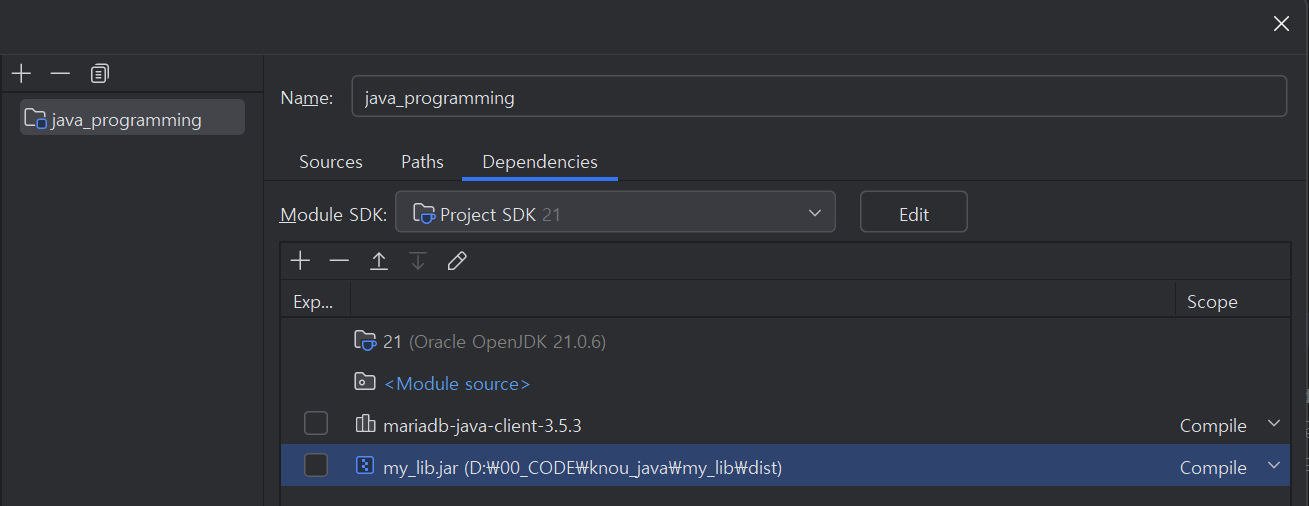 java_programming
Name: java_programming
Sources Paths Dependencies
Module SDK: Project SDK 21 Edit
Exp... Scope
21 (Oracle OpenJDK 21.0.6)
<Module source>
mariadb-java-client-3.5.3 Compile
my_lib.jar (D:₩00_CODE₩knou_java₩my_lib₩dist) Compile